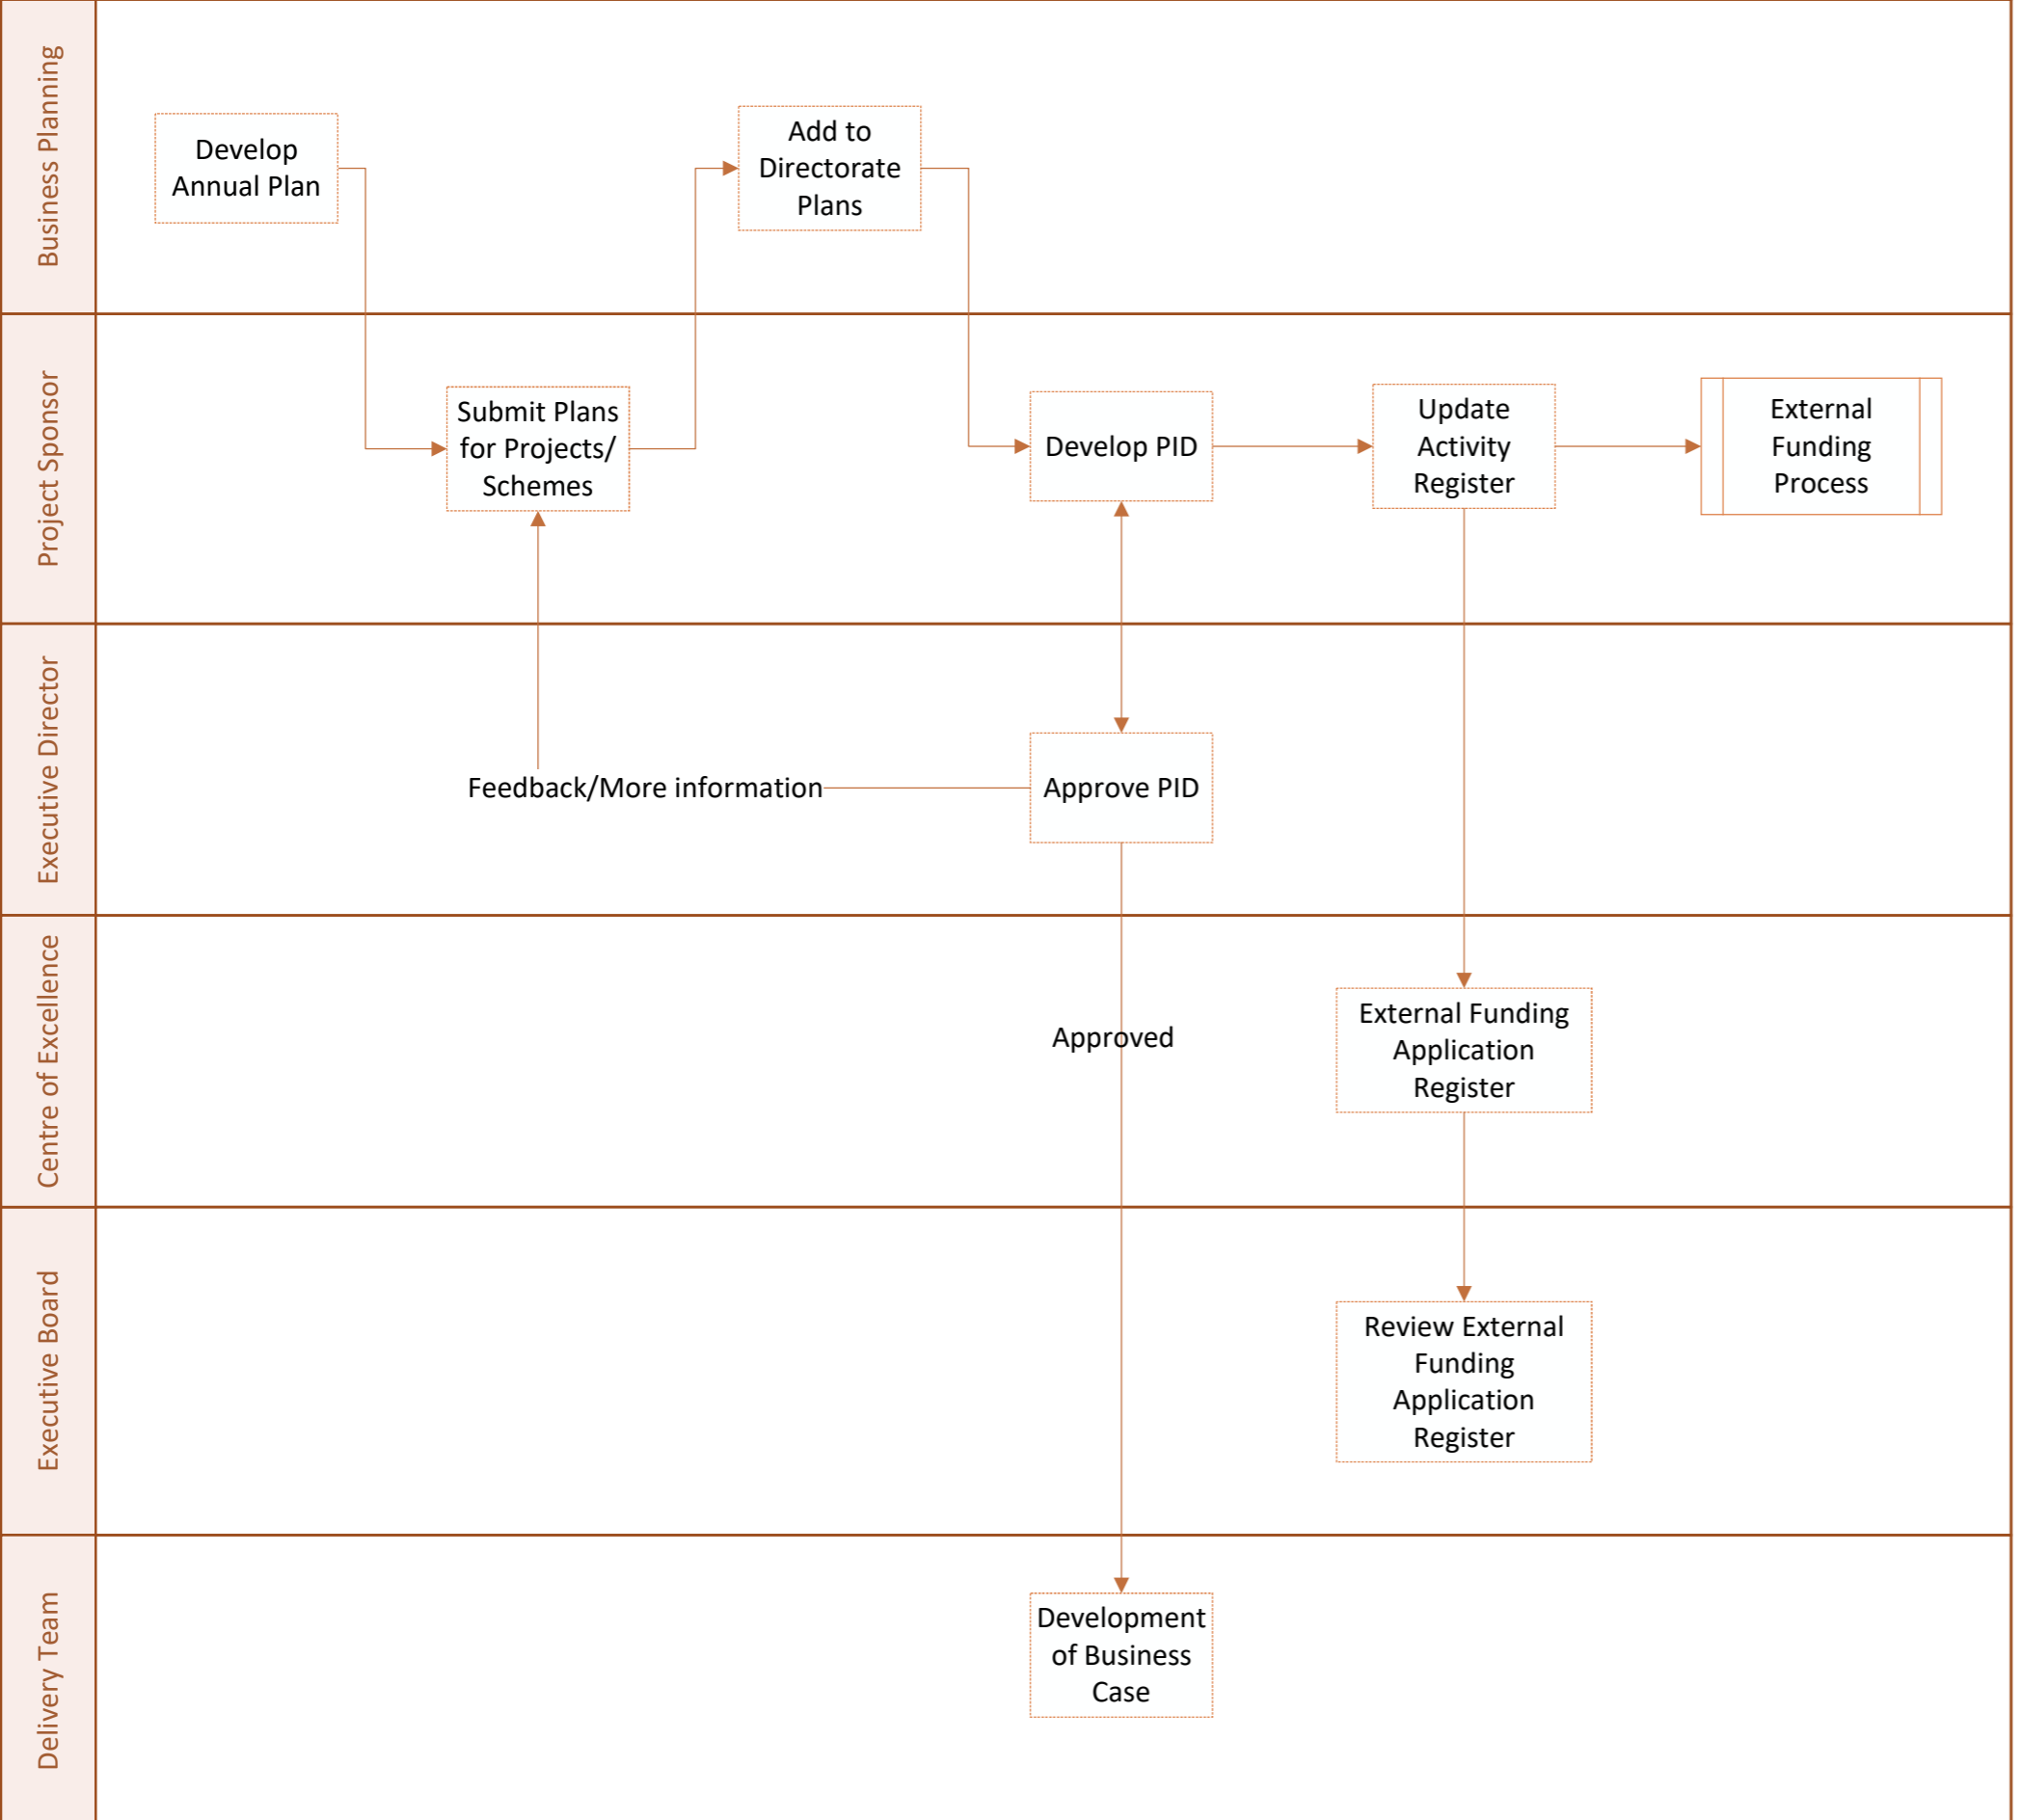 Business Planning
Develop
Annual Plan
Add to
Directorate
Plans
Project Sponsor
Submit Plans
for Projects/
Schemes
Develop PID
Update
Activity
Register
External
Funding
Process
Executive Director
Feedback/More information
Approve PID
Centre of Excellence
Approved
External Funding
Application
Register
Executive Board
Review External
Funding
Application
Register
Delivery Team
Development
of Business
Case